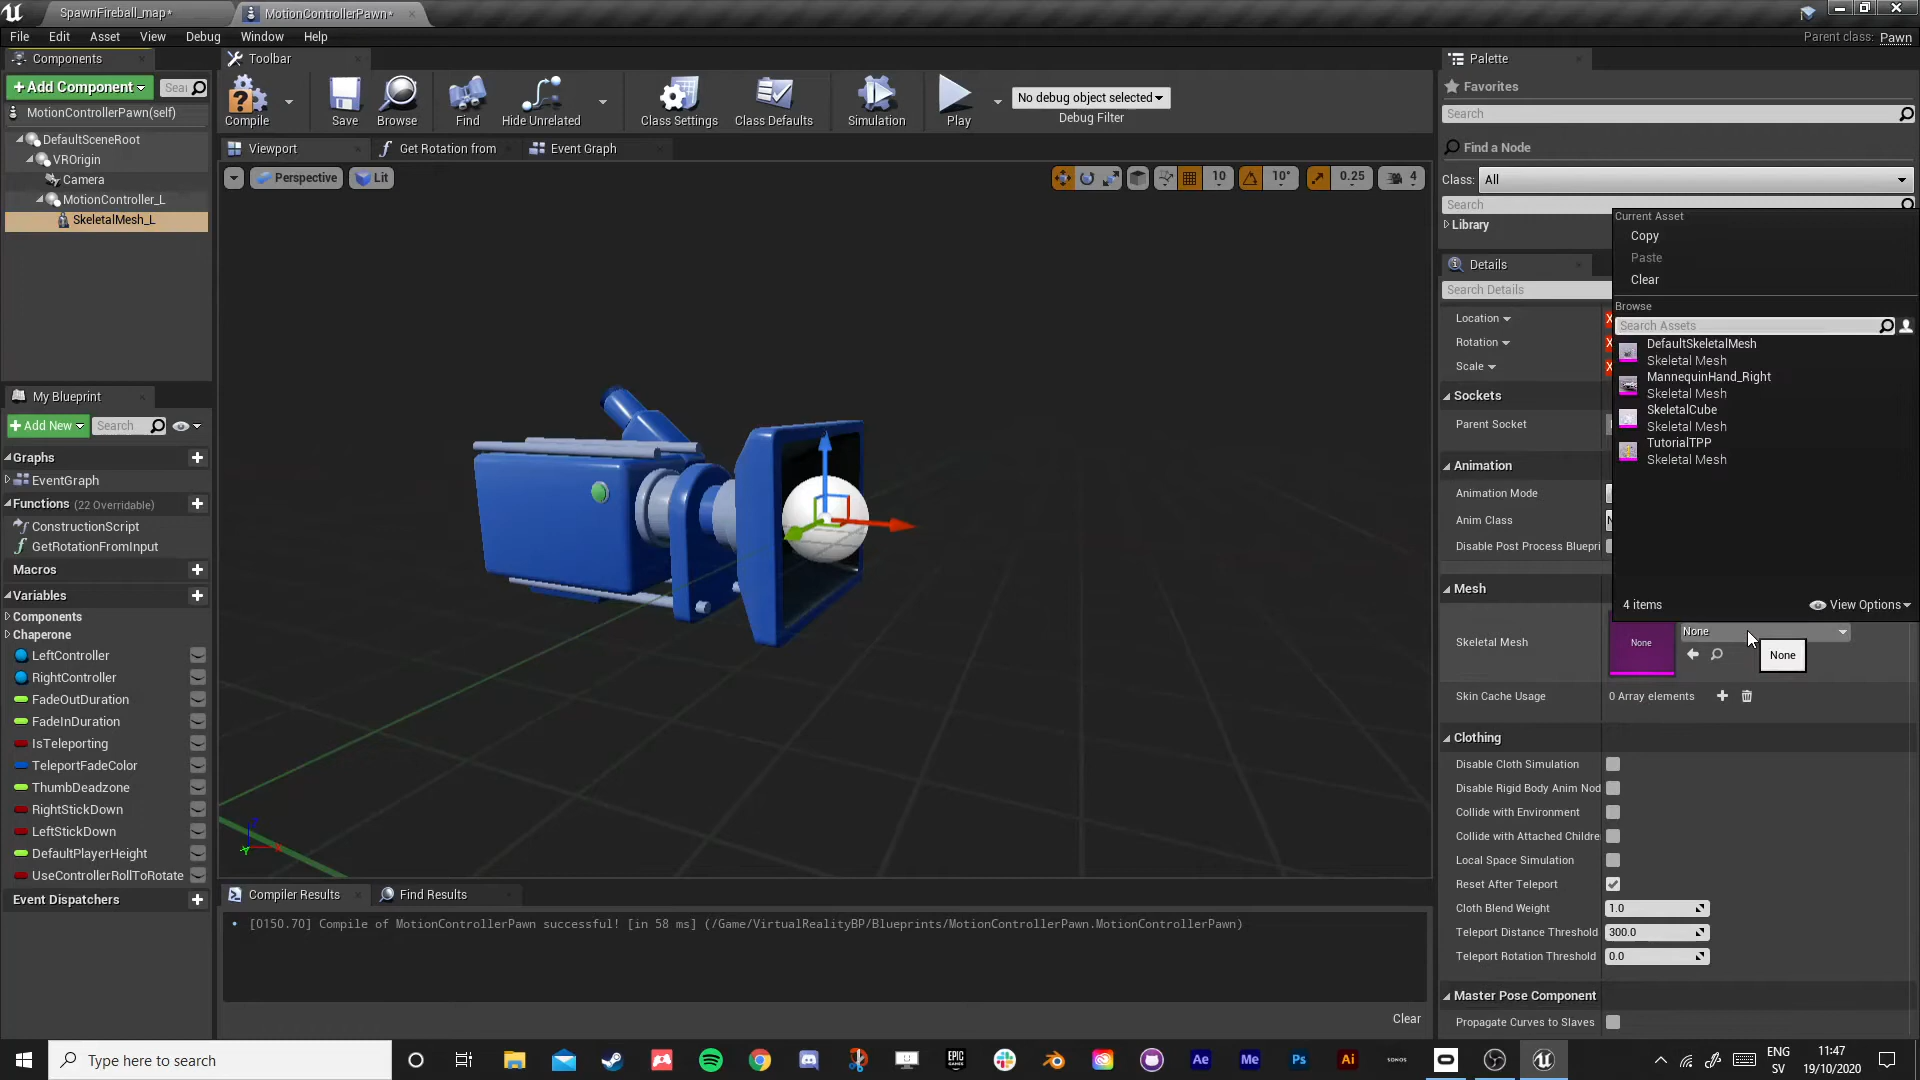 SpawnFireball_map*
MotionControllerPawn*
File Edit Asset View Debug Window Help
Parent class: Pawn
Components
Add Component
MotionControllerPawn(self)
DefaultSceneRoot
VROrigin
Camera
MotionController_L
SkeletalMesh_L
Toolbar
Compile
Save
Browse
Find
Hide Unrelated
Class Settings
Class Defaults
Simulation
Play
No debug object selected
Debug Filter
Viewport
Get Rotation from
Event Graph
Perspective
Lit
10
10°
0.25
4
My Blueprint
Add New
Search
Graphs
EventGraph
Functions (22 Overridable)
ConstructionScript
GetRotationFromInput
Macros
Variables
Components
Chaperone
LeftController
RightController
FadeOutDuration
FadeInDuration
IsTeleporting
TeleportFadeColor
ThumbDeadzone
RightStickDown
LeftStickDown
DefaultPlayerHeight
UseControllerRollToRotate
Event Dispatchers
Compiler Results
Find Results
[0150.70] Compile of MotionControllerPawn successful! [in 58 ms] (/Game/VirtualRealityBP/Blueprints/MotionControllerPawn.MotionControllerPawn)
Clear
Palette
Favorites
Search
Find a Node
Class: All
Search
Library
Details
Search Details
Location
Rotation
Scale
Sockets
Parent Socket
Animation
Animation Mode
Anim Class
Disable Post Process Bluepri
Mesh
Skeletal Mesh
None
None
None
Skin Cache Usage
0 Array elements
Clothing
Disable Cloth Simulation
Disable Rigid Body Anim Nod
Collide with Environment
Collide with Attached Childre
Local Space Simulation
Reset After Teleport
Cloth Blend Weight 1.0
Teleport Distance Threshold 300.0
Teleport Rotation Threshold 0.0
Master Pose Component
Propagate Curves to Slaves
Current Asset
Copy
Paste
Clear
Browse
Search Assets
DefaultSkeletalMesh
Skeletal Mesh
MannequinHand_Right
Skeletal Mesh
SkeletalCube
Skeletal Mesh
TutorialTPP
Skeletal Mesh
4 items
View Options
Type here to search
EPIC GAMES
Ae
Me
Ps
Ai
SONOS
ENG
SV
11:47
19/10/2020